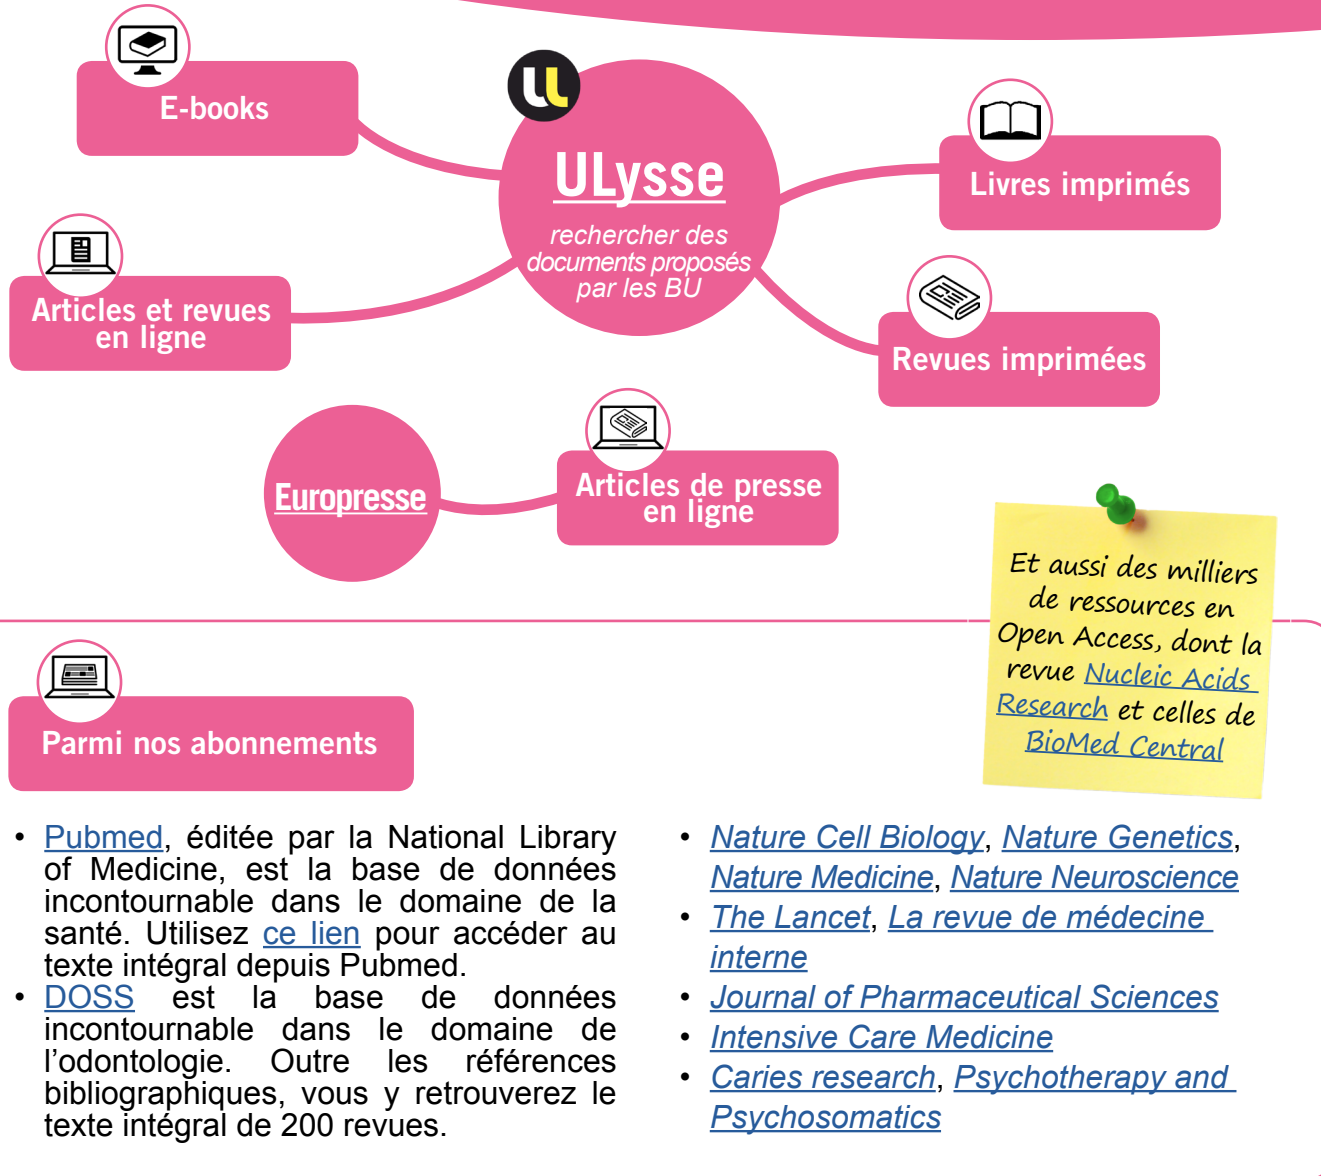 E-books
ULysse
rechercher des
documents proposés
par les BU
Livres imprimés
Articles et revues
en ligne
Revues imprimées
Europresse
Articles de presse
en ligne
Et aussi des milliers
de ressources en
Open Access, dont la
revue Nucleic Acids
Research et celles de
BioMed Central
Parmi nos abonnements
• Pubmed, éditée par la National Library
of Medicine, est la base de données
incontournable dans le domaine de la
santé. Utilisez ce lien pour accéder au
texte intégral depuis Pubmed.
• DOSS est la base de données
incontournable dans le domaine de
l’odontologie. Outre les références
bibliographiques, vous y retrouverez le
texte intégral de 200 revues.
• Nature Cell Biology, Nature Genetics,
Nature Medicine, Nature Neuroscience
• The Lancet, La revue de médecine
interne
• Journal of Pharmaceutical Sciences
• Intensive Care Medicine
• Caries research, Psychotherapy and
Psychosomatics